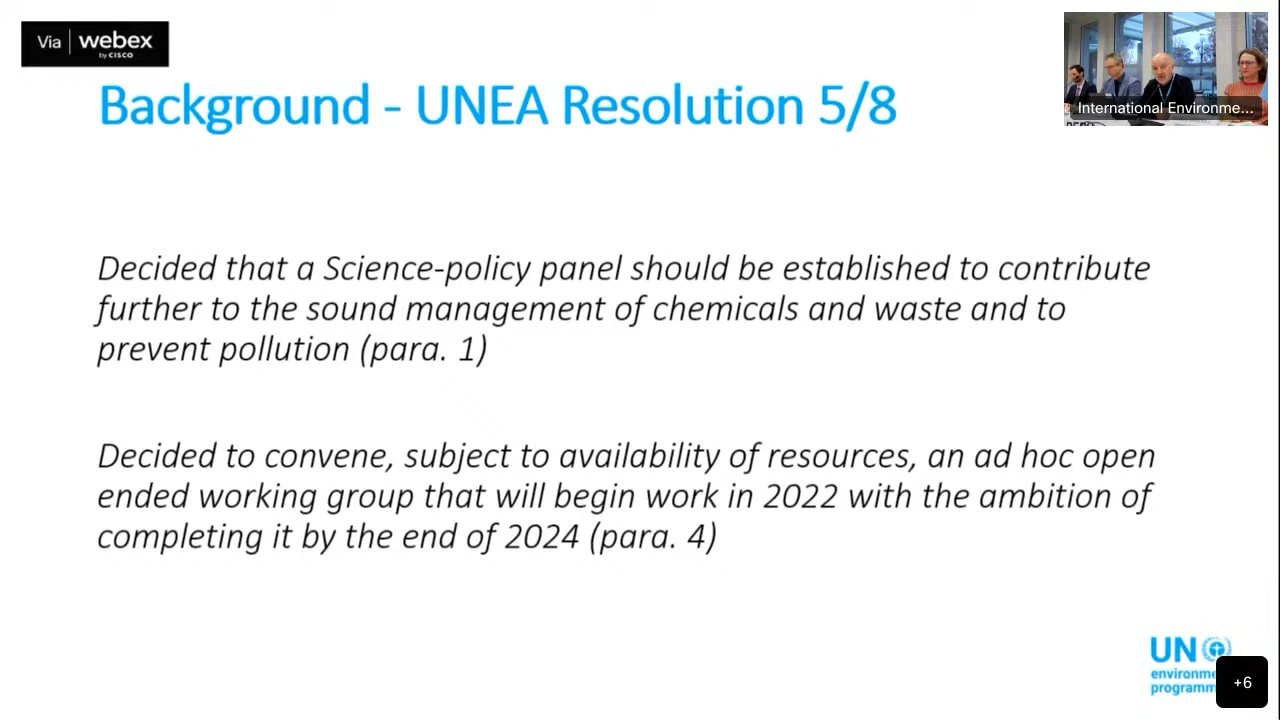 Via webex
by CISCO
International Environme...
Background - UNEA Resolution 5/8
Decided that a Science-policy panel should be established to contribute
further to the sound management of chemicals and waste and to
prevent pollution (para. 1)
Decided to convene, subject to availability of resources, an ad hoc open
ended working group that will begin work in 2022 with the ambition of
completing it by the end of 2024 (para. 4)
UN
environme
programm
+6